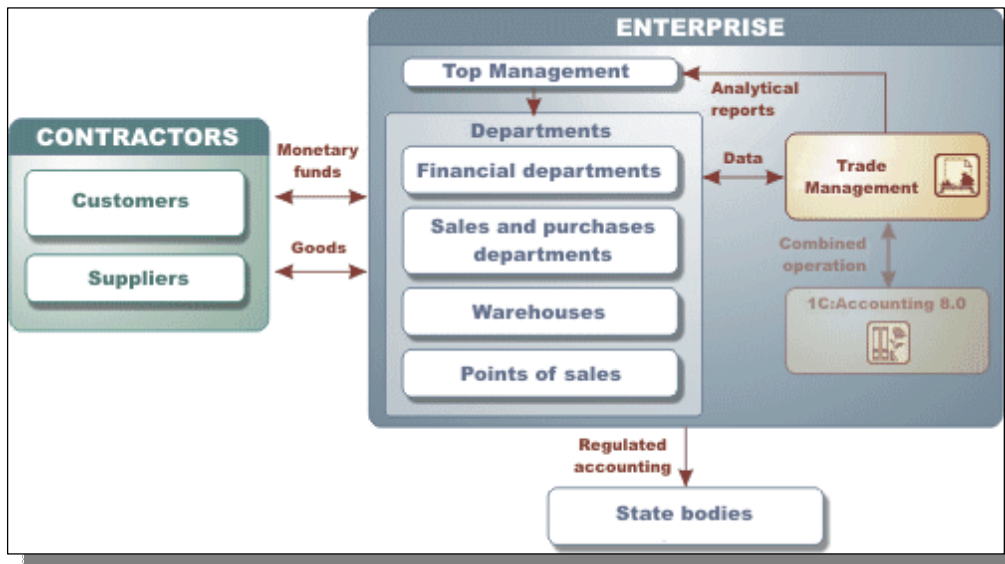 ENTERPRISE
Top Management
Analytical
reports
CONTRACTORS
Customers
Suppliers
Monetary
funds
Goods
Departments
Financial departments
Sales and purchases
departments
Warehouses
Points of sales
Data
Trade
Management
Combined
operation
1C:Accounting 8.0
Regulated
accounting
State bodies